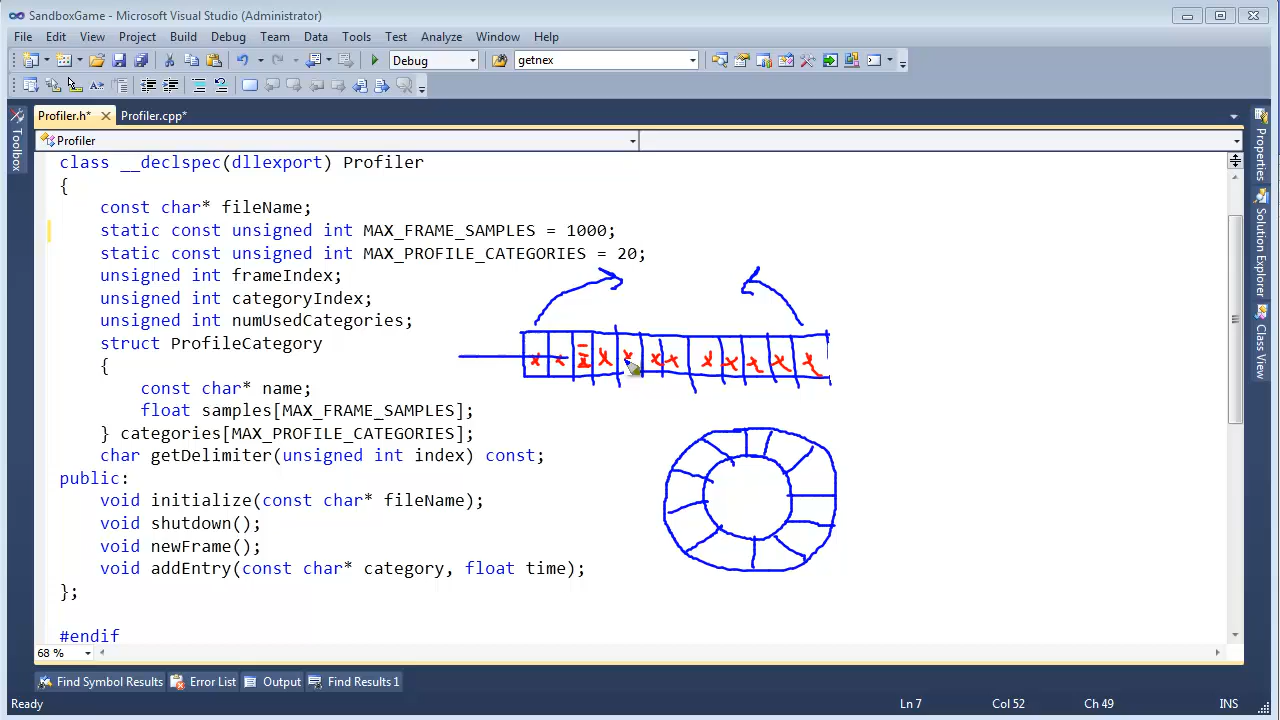 SandboxGame - Microsoft Visual Studio (Administrator)
File Edit View Project Build Debug Team Data Tools Test Analyze Window Help
Debug getnex
Profiler.h* Profiler.cpp*
Toolbox
Profiler
class __declspec(dllexport) Profiler
{
const char* fileName;
static const unsigned int MAX_FRAME_SAMPLES = 1000;
static const unsigned int MAX_PROFILE_CATEGORIES = 20;
unsigned int frameIndex;
unsigned int categoryIndex;
unsigned int numUsedCategories;
struct ProfileCategory
{
const char* name;
float samples[MAX_FRAME_SAMPLES];
} categories[MAX_PROFILE_CATEGORIES];
char getDelimiter(unsigned int index) const;
public:
void initialize(const char* fileName);
void shutdown();
void newFrame();
void addEntry(const char* category, float time);
};
#endif
x x x x x x x x x x x x
Properties
Solution Explorer
Class View
68 %
Find Symbol Results Error List Output Find Results 1
Ready Ln 7 Col 52 Ch 49 INS